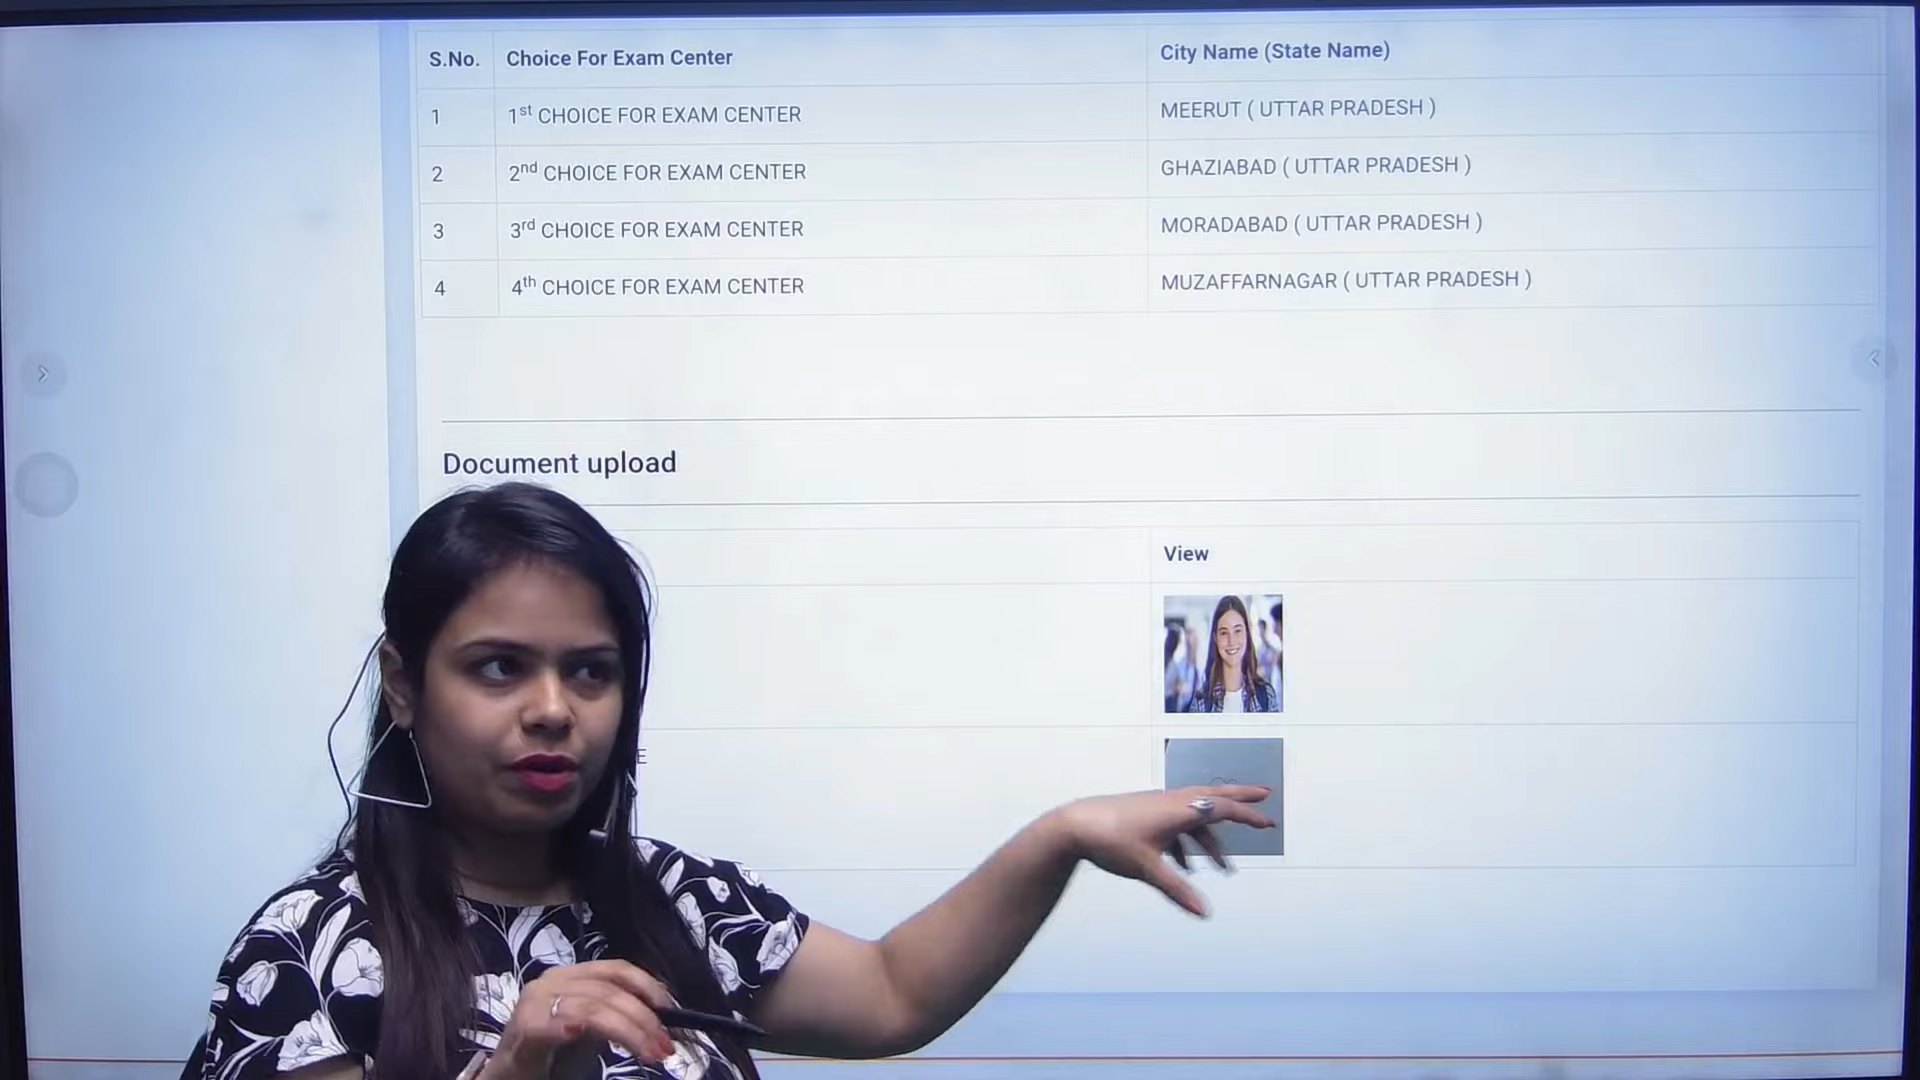 S.No. Choice For Exam Center City Name (State Name)
1 1st CHOICE FOR EXAM CENTER MEERUT ( UTTAR PRADESH )
2 2nd CHOICE FOR EXAM CENTER GHAZIABAD ( UTTAR PRADESH )
3 3rd CHOICE FOR EXAM CENTER MORADABAD ( UTTAR PRADESH )
4 4th CHOICE FOR EXAM CENTER MUZAFFARNAGAR ( UTTAR PRADESH )
Document upload
View
E